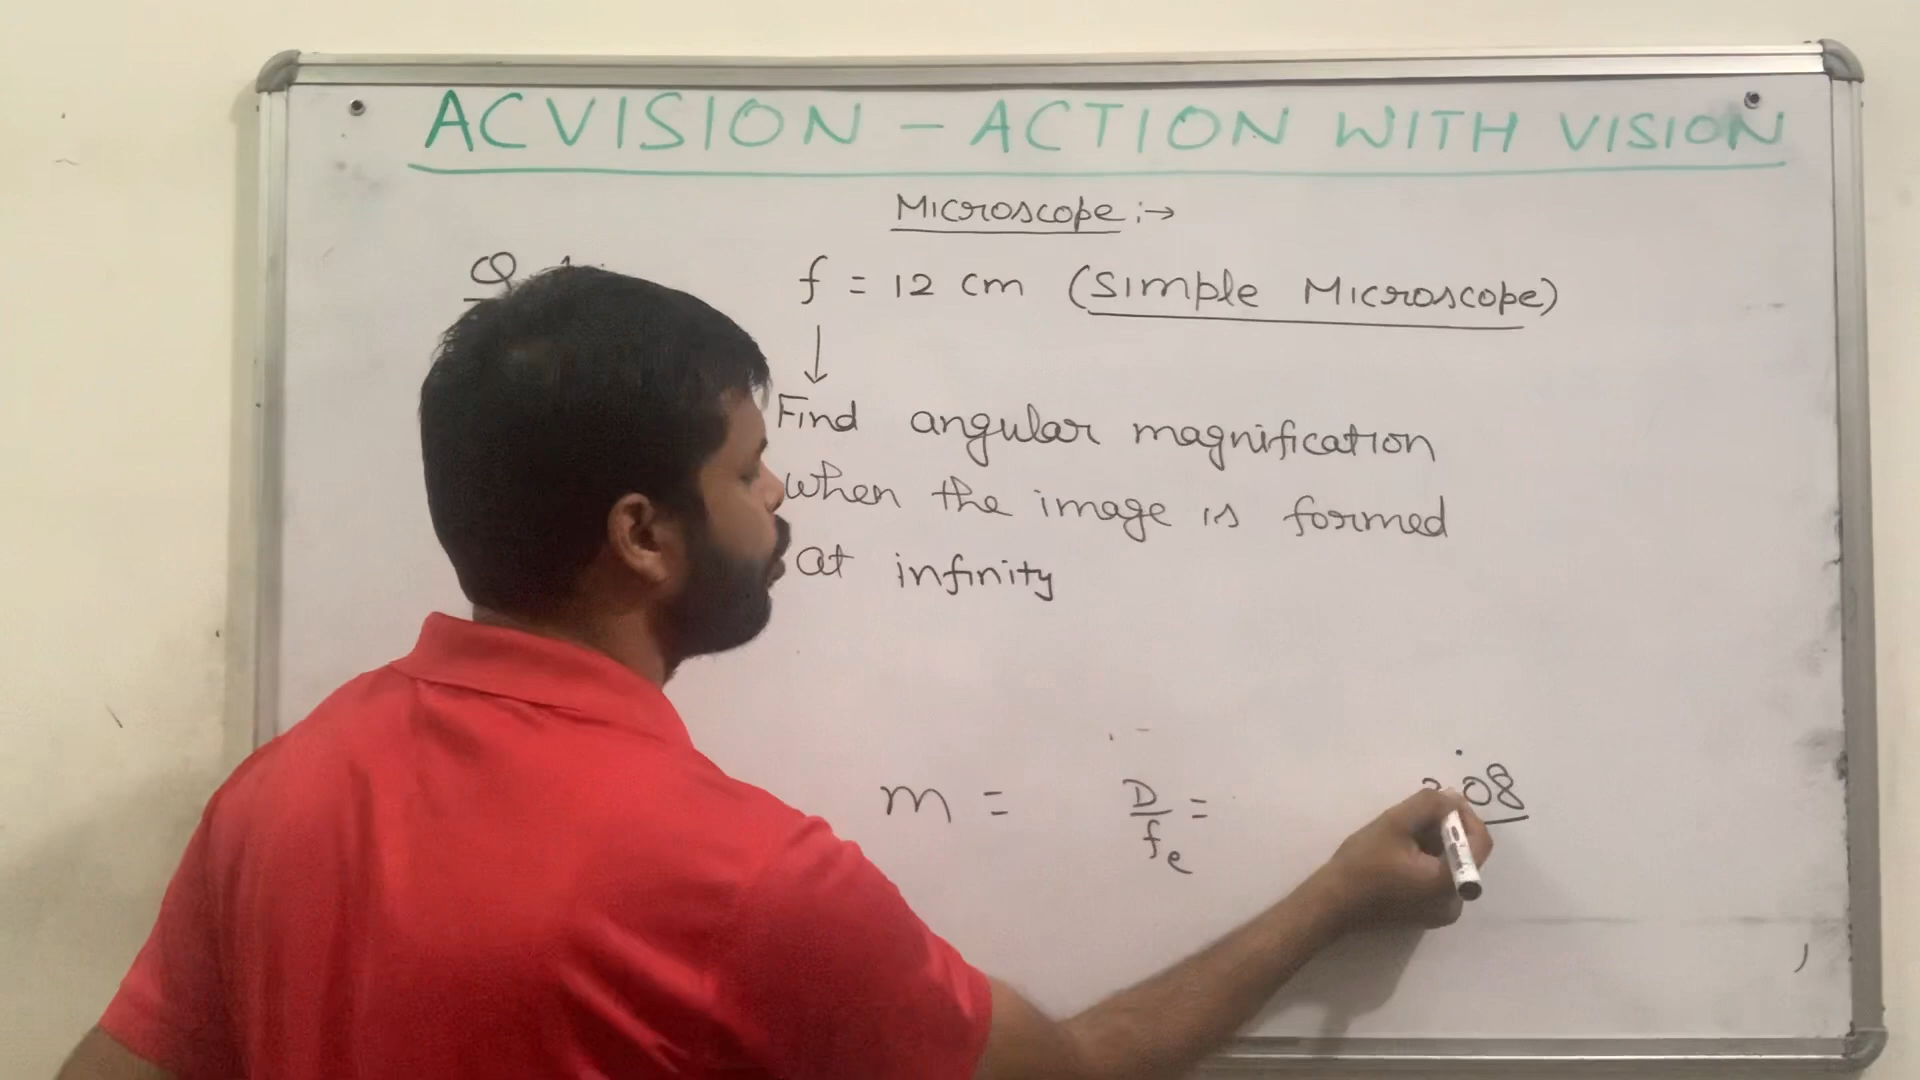 ACVISION - ACTION WITH VISION
Microscope :→
Q
f = 12 cm (Simple Microscope)
↓
Find angular magnification
when the image is formed
at infinity
m = D/fe = .08